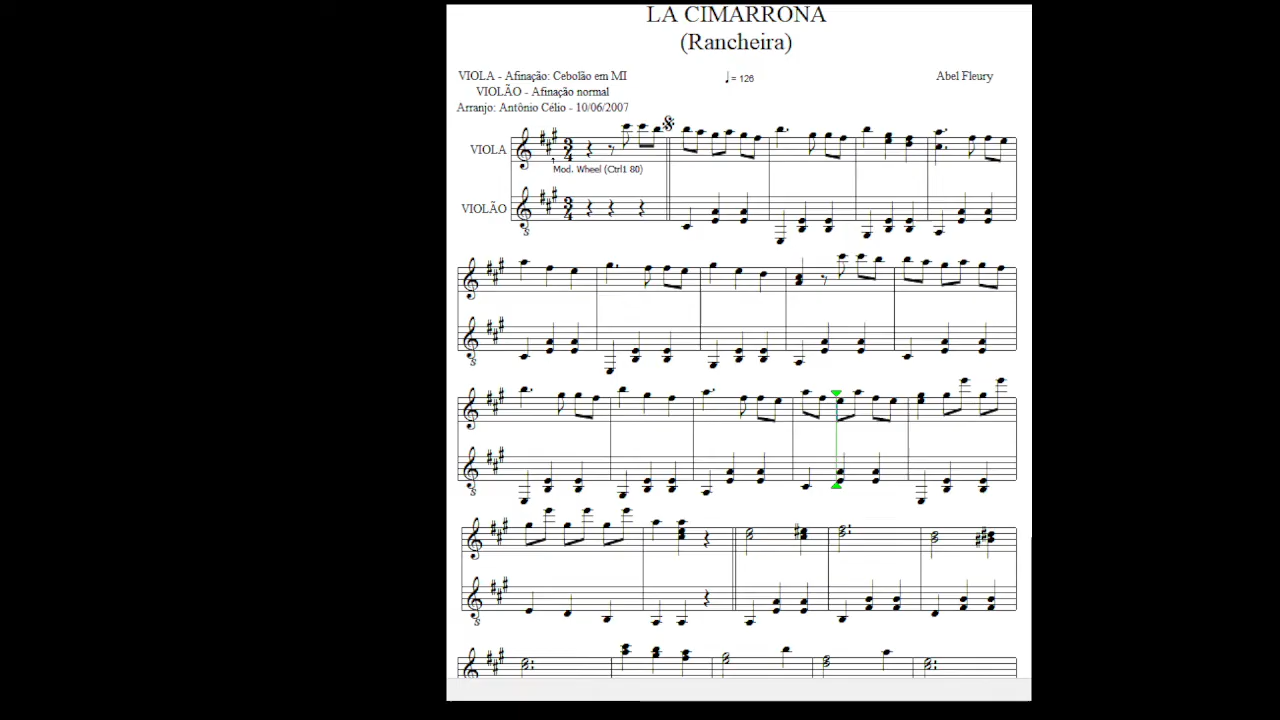 LA CIMARRONA
(Rancheira)
VIOLA - Afinação: Cebolão em MI
VIOLÃO - Afinação normal
Arranjo: Antônio Célio - 10/06/2007
♩= 126
Abel Fleury
VIOLA
1
Mod. Wheel (Ctrl1 80)
VIOLÃO